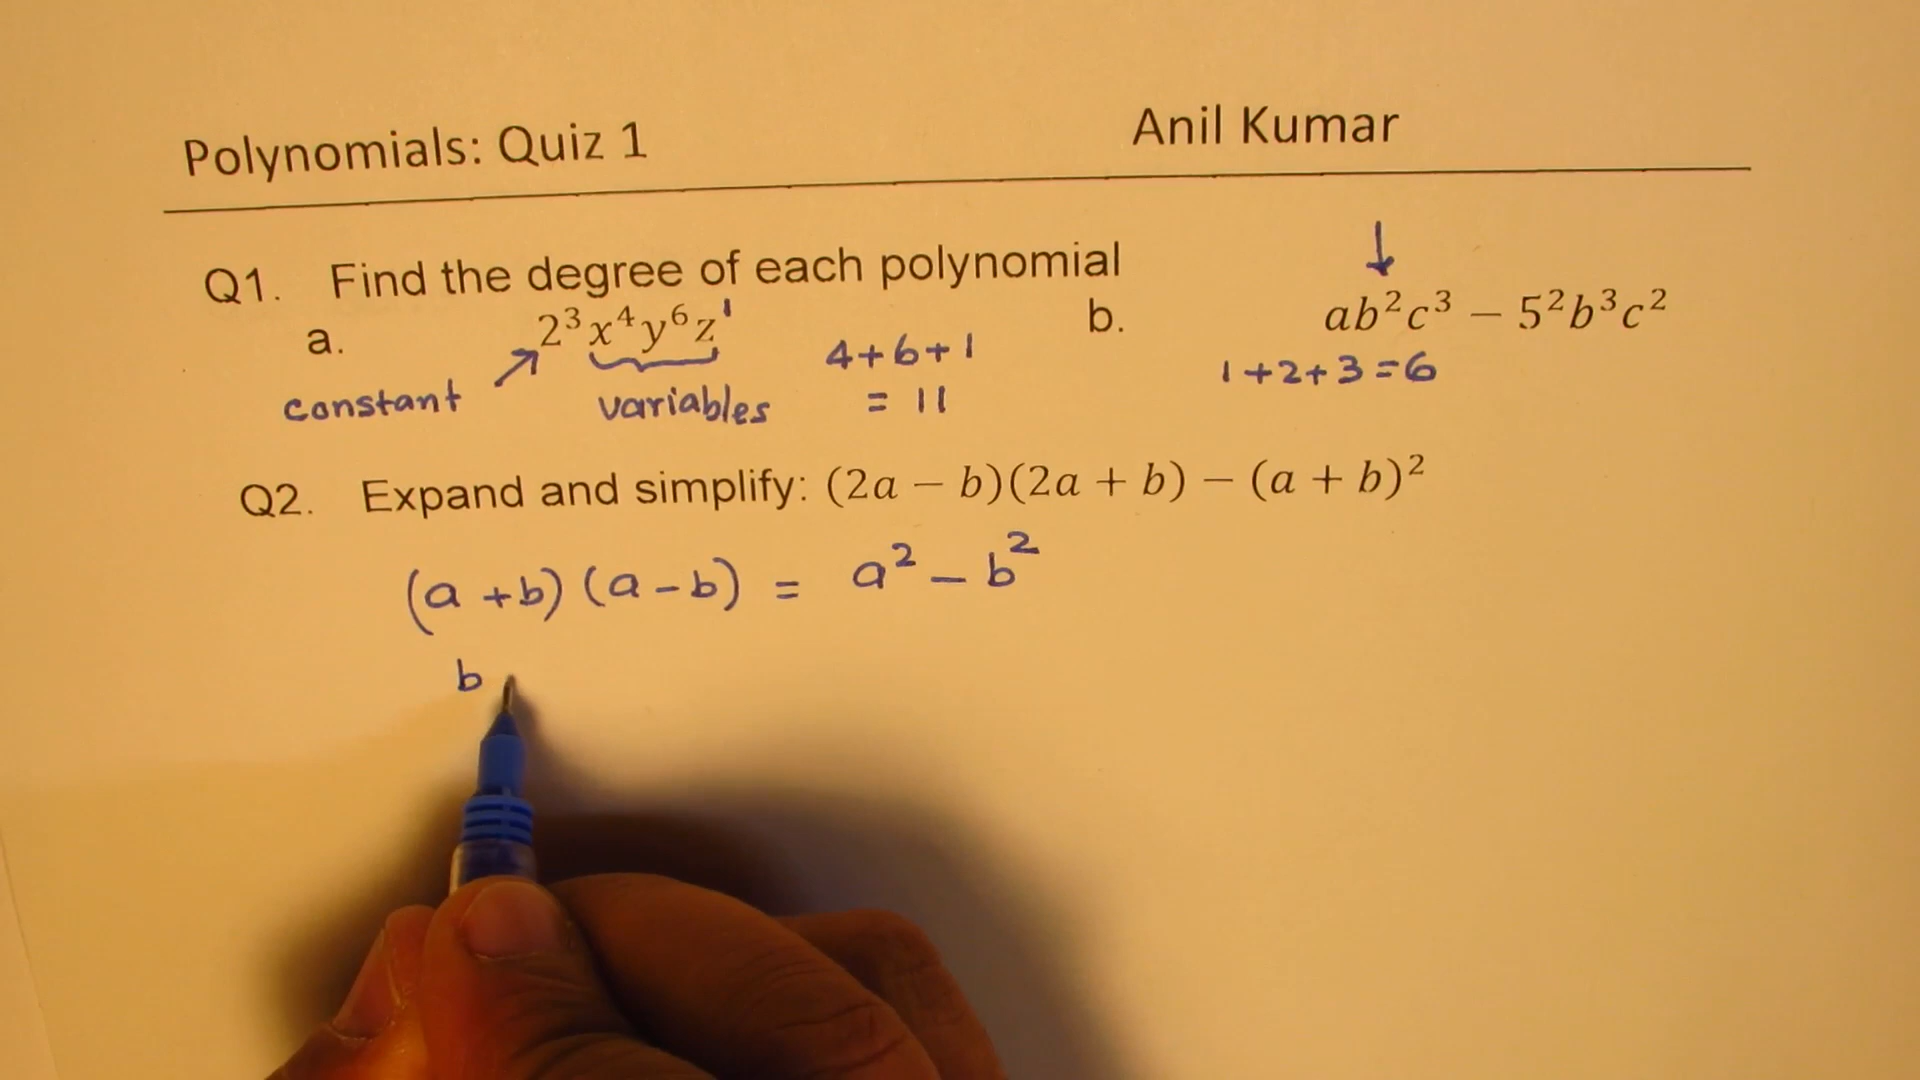 Polynomials: Quiz 1 Anil Kumar
Q1. Find the degree of each polynomial
a. 2³x⁴y⁶z¹ b. ab²c³ − 5²b³c²
4+6+1 1+2+3=6
constant variables = 11
Q2. Expand and simplify: (2a − b)(2a + b) − (a + b)²
(a+b)(a-b) = a² - b²
b